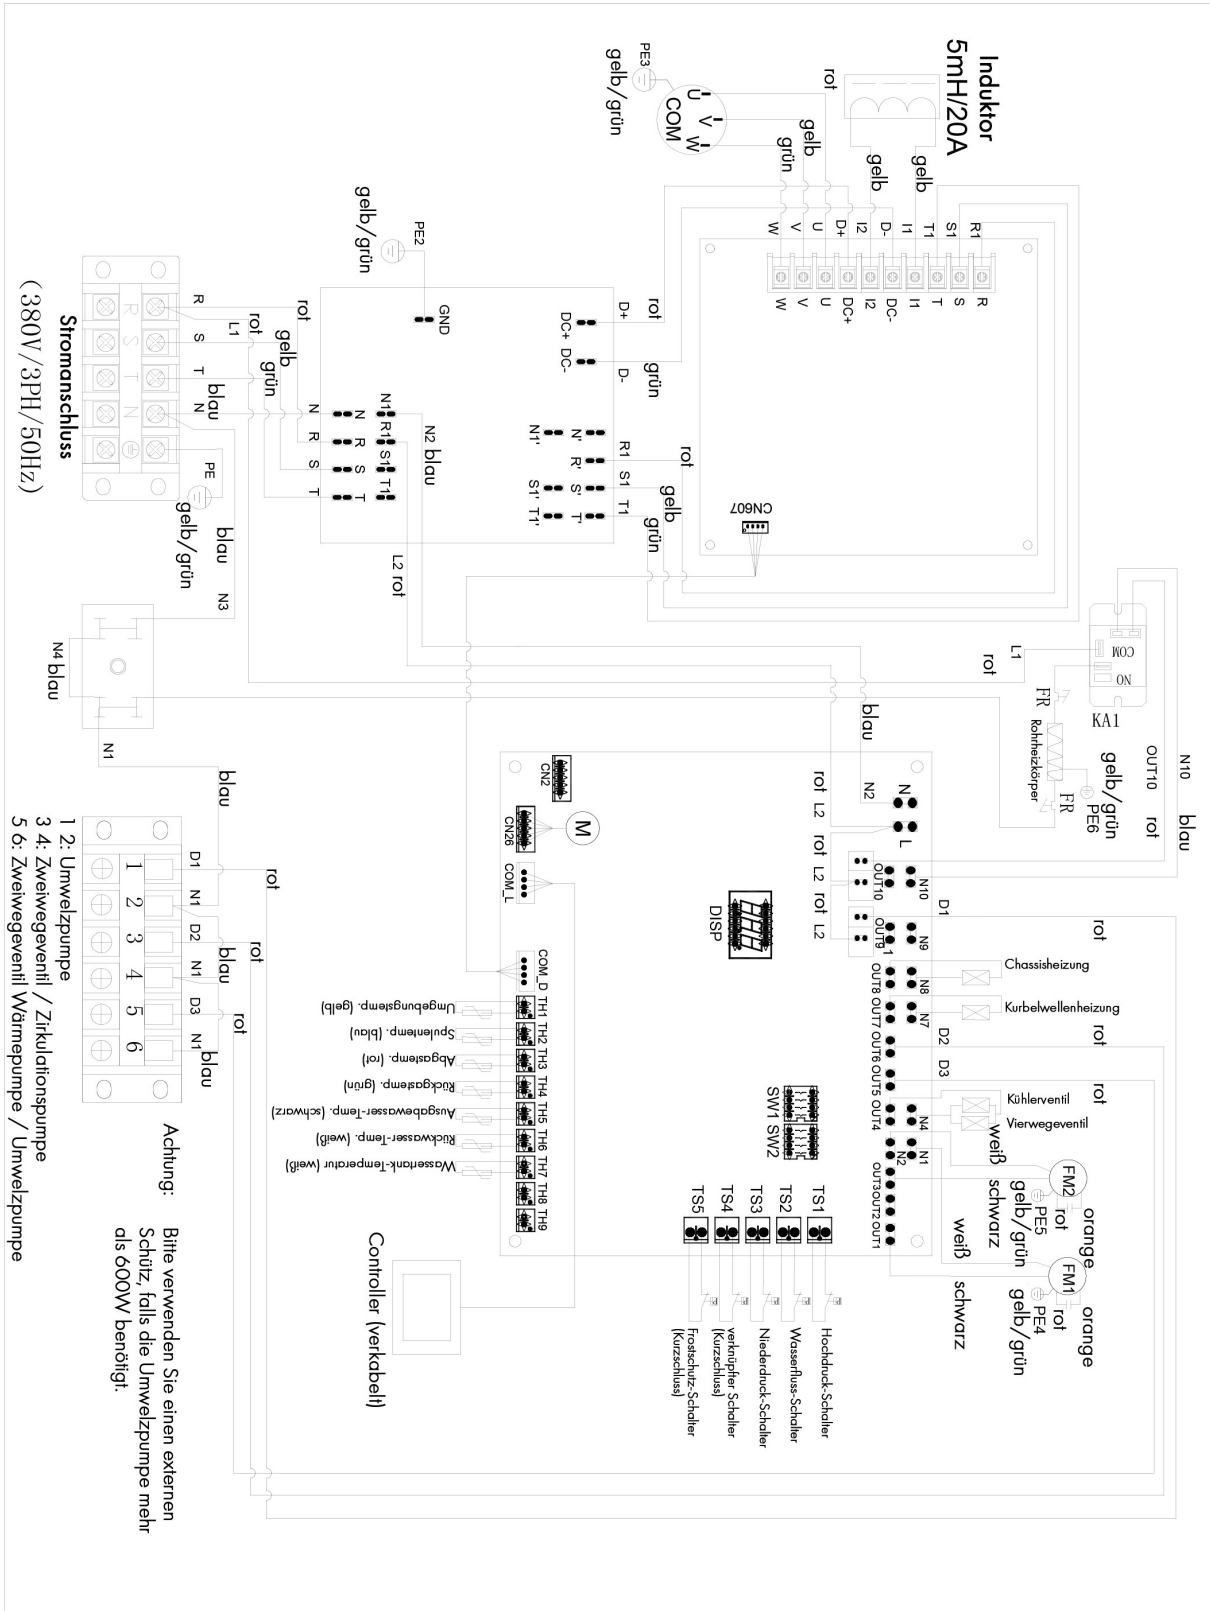 Induktor
5mH/20A
rot
gelb
gelb
PE3
gelb/grün
U
V
W
COM
gelb
grün
W
V
U
D+
I2
D-
I1
T1
S1
R1
W
V
U
DC+
I2
DC-
I1
T
S
R
CN607
PE2
gelb/grün
GND
D+
rot
DC+
DC-
D-
grün
N1'
N'
R'
S1'
S'
T1'
T'
R1
S1
T1
rot
gelb
grün
N1
R1
S1
T1
N
R
S
T
N
R
S
T
N2 blau
L2 rot
Stromanschluss
(380V/3PH/50Hz)
R
S
T
N
R
S
T
N
PE
gelb/grün
L1
rot
rot
gelb
grün
blau
blau
N3
N4 blau
N1
blau
COM
NO
KA1
L1
rot
FR
FR
Rohrheizkörper
gelb/grün
PE6
OUT10
rot
N10
blau
blau
N2
rot
L2
rot
L2
rot
L2
N
L
OUT10
N10
OUT9
1
N9
OUT8
N8
OUT7
N7
OUT6
OUT5
OUT4
N4
N2
N1
OUT3
OUT2
OUT1
D1
rot
D2
rot
D3
rot
Chassisheizung
Kurbelwellenheizung
Kühlerventil
Vierwegeventil
weiß
schwarz
FM2
gelb/grün
PE5
rot
orange
weiß
schwarz
FM1
gelb/grün
PE4
rot
orange
CN2
CN26
M
COM_L
COM_D
DISP
SW1
SW2
TH1
TH2
TH3
TH4
TH5
TH6
TH7
TH8
TH9
Umgebungstemp. (gelb)
Spulentemp. (blau)
Abgastemp. (rot)
Rückgastemp. (grün)
Ausgabewasser-Temp. (schwarz)
Rückwasser-Temp. (weiß)
Wassertank-Temperatur (weiß)
TS1
TS2
TS3
TS4
TS5
Hochdruck-Schalter
Wasserfluss-Schalter
Niederdruck-Schalter
verknüpfter Schalter
(Kurzschluss)
Frostschutz-Schalter
(Kurzschluss)
Controller (verkabelt)
D1
N1
D2
N1
D3
N1
rot
rot
blau
rot
blau
1
2
3
4
5
6
1 2: Umwelzpumpe
3 4: Zweiwegeventil / Zirkulationspumpe
5 6: Zweiwegeventil Wärmepumpe / Umwelzpumpe
Achtung:
Bitte verwenden Sie einen externen
Schütz, falls die Umwelzpumpe mehr
als 600W benötigt.